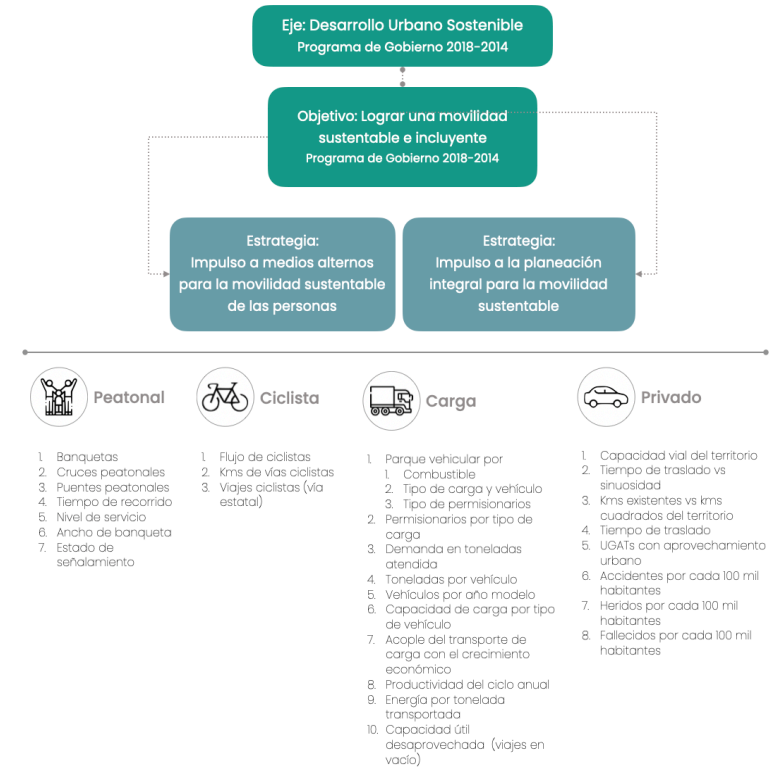 Eje: Desarrollo Urbano Sostenible
Programa de Gobierno 2018-2014
Objetivo: Lograr una movilidad
sustentable e incluyente
Programa de Gobierno 2018-2014
Estrategia:
Impulso a medios alternos
para la movilidad sustentable
de las personas
Estrategia:
Impulso a la planeación
integral para la movilidad
sustentable
Peatonal
1. Banquetas
2. Cruces peatonales
3. Puentes peatonales
4. Tiempo de recorrido
5. Nivel de servicio
6. Ancho de banqueta
7. Estado de
señalamiento
Ciclista
1. Flujo de ciclistas
2. Kms de vías ciclistas
3. Viajes ciclistas (vía
estatal)
Carga
1. Parque vehicular por
1. Combustible
2. Tipo de carga y vehículo
3. Tipo de permisionarios
2. Permisionarios por tipo de
carga
3. Demanda en toneladas
atendida
4. Toneladas por vehículo
5. Vehículos por año modelo
6. Capacidad de carga por tipo
de vehículo
7. Acople del transporte de
carga con el crecimiento
económico
8. Productividad del ciclo anual
9. Energía por tonelada
transportada
10. Capacidad útil
desaprovechada (viajes en
vacío)
Privado
1. Capacidad vial del territorio
2. Tiempo de traslado vs
sinuosidad
3. Kms existentes vs kms
cuadrados del territorio
4. Tiempo de traslado
5. UGATs con aprovechamiento
urbano
6. Accidentes por cada 100 mil
habitantes
7. Heridos por cada 100 mil
habitantes
8. Fallecidos por cada 100 mil
habitantes